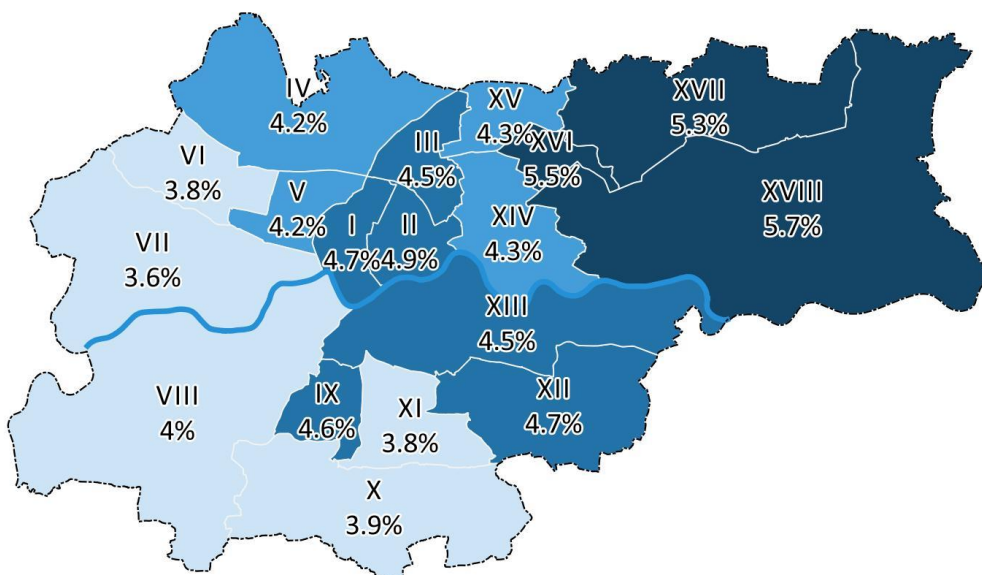 IV
4.2%
XV
4.3%
XVII
5.3%
III
4.5%
XVI
5.5%
VI
3.8%
V
4.2%
I
4.7%
II
4.9%
XIV
4.3%
XVIII
5.7%
VII
3.6%
XIII
4.5%
VIII
4%
IX
4.6%
XI
3.8%
XII
4.7%
X
3.9%